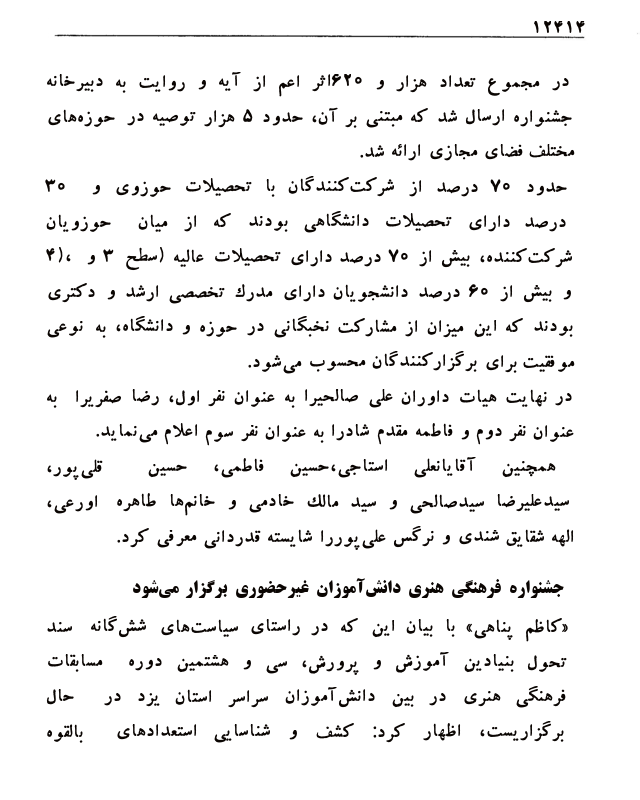 ۱۲۴۱۴
در مجموع تعداد هزار و ۶۲۰اثر اعم از آیه و روایت به دبیرخانه
جشنواره ارسال شد که مبتنی بر آن، حدود ۵ هزار توصیه در حوزه‌های
مختلف فضای مجازی ارائه شد.
حدود ۷۰ درصد از شرکت‌کنندگان با تحصیلات حوزوی و ۳۰
درصد دارای تحصیلات دانشگاهی بودند که از میان حوزویان
شرکت‌کننده، بیش از ۷۰ درصد دارای تحصیلات عالیه (سطح ۳ و ،(۴
و بیش از ۶۰ درصد دانشجویان دارای مدرك تخصصی ارشد و دکتری
بودند که این میزان از مشارکت نخبگانی در حوزه و دانشگاه، به نوعی
موفقیت برای برگزارکنندگان محسوب می‌شود.
در نهایت هیات داوران علی صالحیرا به عنوان نفر اول، رضا صفریرا به
عنوان نفر دوم و فاطمه مقدم شادرا به عنوان نفر سوم اعلام می‌نماید.
همچنین آقایانعلی استاجی،حسین فاطمی، حسین قلی‌پور،
سیدعلیرضا سیدصالحی و سید مالك خادمی و خانم‌ها طاهره اورعی،
الهه شقایق شندی و نرگس علی‌پوررا شایسته قدردانی معرفی کرد.
جشنواره فرهنگی هنری دانش‌آموزان غیرحضوری برگزار می‌شود
«کاظم پناهی» با بیان این که در راستای سیاست‌های شش‌گانه سند
تحول بنیادین آموزش و پرورش، سی و هشتمین دوره مسابقات
فرهنگی هنری در بین دانش‌آموزان سراسر استان یزد در حال
برگزاریست، اظهار کرد: کشف و شناسایی استعدادهای بالقوه